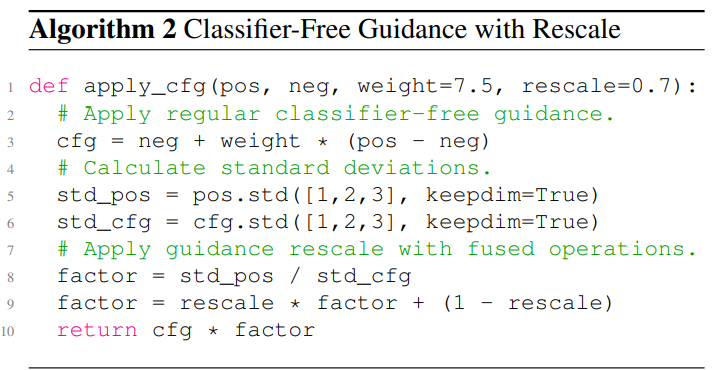 Algorithm 2 Classifier-Free Guidance with Rescale
1 def apply_cfg(pos, neg, weight=7.5, rescale=0.7):
2   # Apply regular classifier-free guidance.
3   cfg = neg + weight * (pos - neg)
4   # Calculate standard deviations.
5   std_pos = pos.std([1,2,3], keepdim=True)
6   std_cfg = cfg.std([1,2,3], keepdim=True)
7   # Apply guidance rescale with fused operations.
8   factor = std_pos / std_cfg
9   factor = rescale * factor + (1 - rescale)
10   return cfg * factor